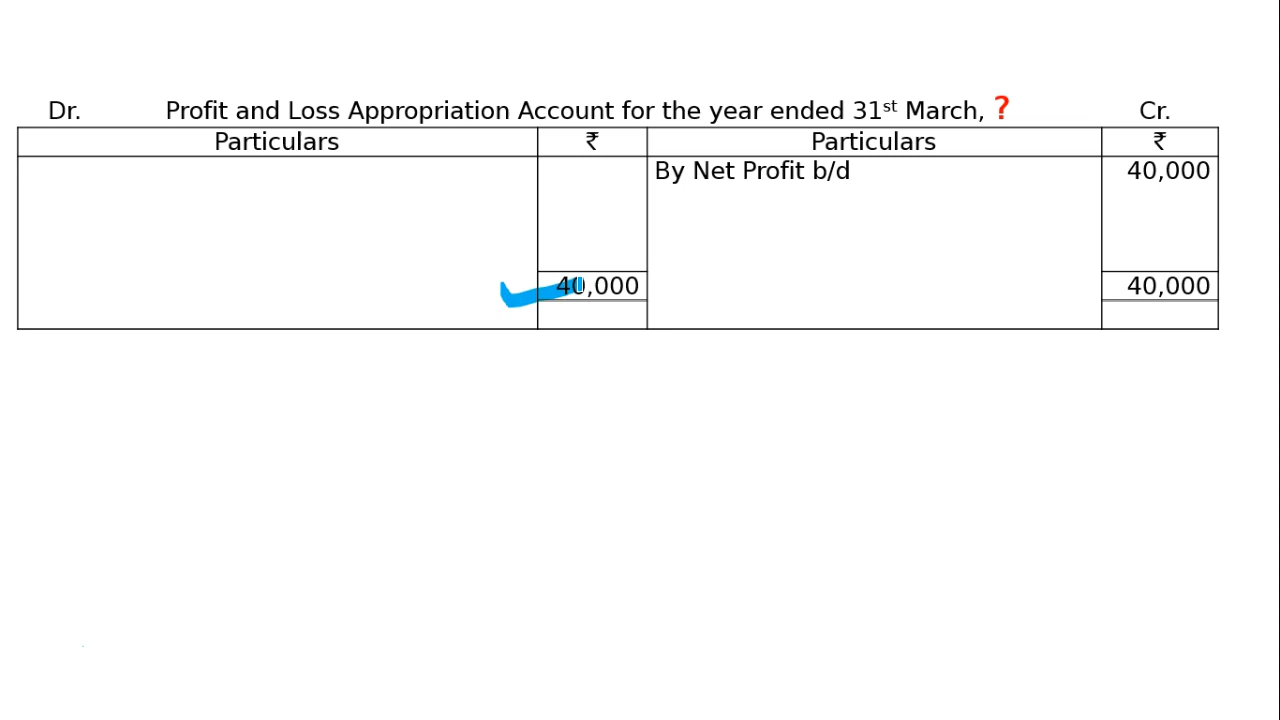 Dr. Profit and Loss Appropriation Account for the year ended 31st March, ? Cr.
Particulars ₹ Particulars ₹
By Net Profit b/d 40,000
40,000 40,000